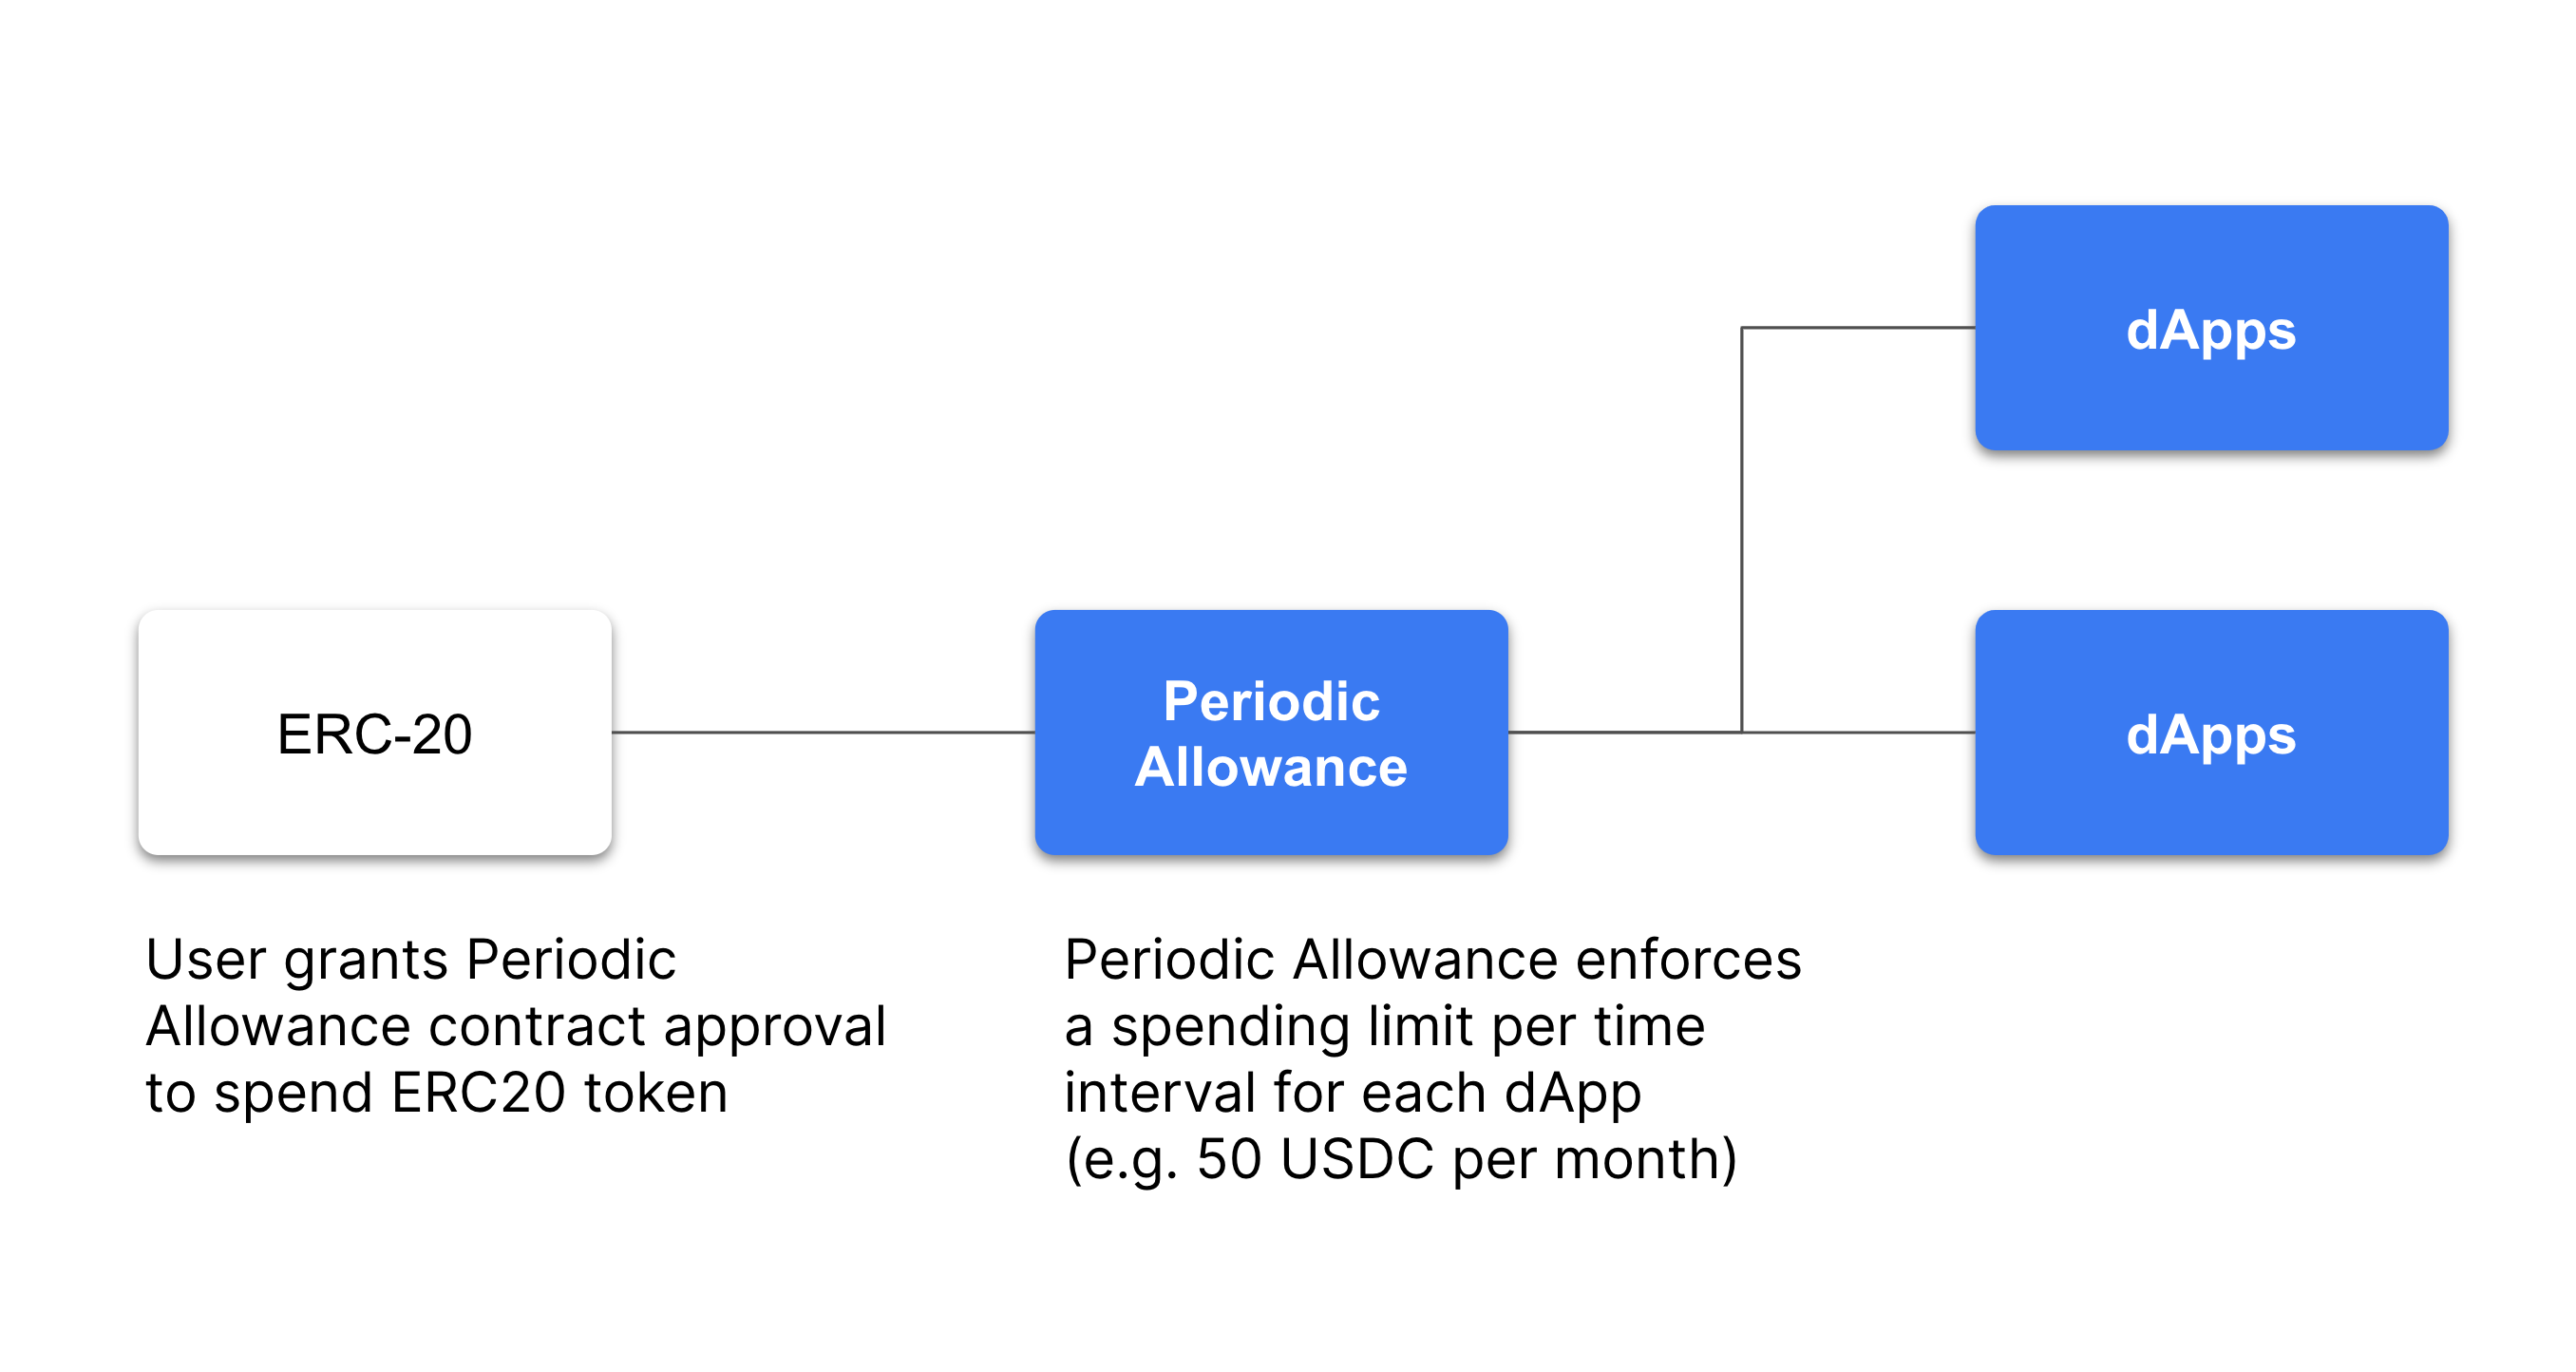 dApps
ERC-20
Periodic
Allowance
dApps
User grants Periodic
Allowance contract approval
to spend ERC20 token
Periodic Allowance enforces
a spending limit per time
interval for each dApp
(e.g. 50 USDC per month)